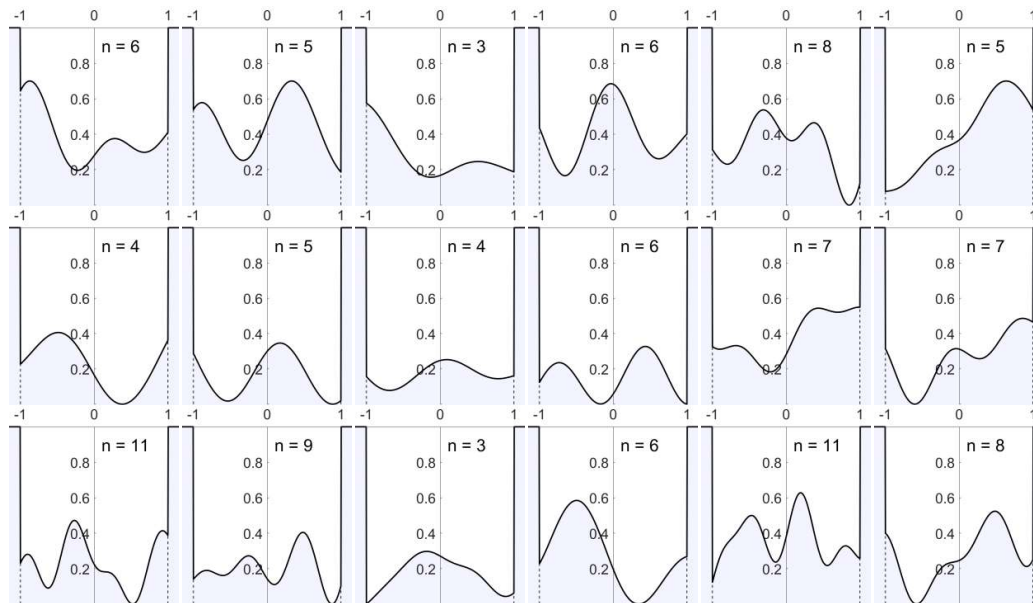 -1 0 1 -1 0 1 -1 0 1 -1 0 1 -1 0 1 -1 0 1
n = 6 n = 5 n = 3 n = 6 n = 8 n = 5
0.8 0.8 0.8 0.8 0.8 0.8
0.6 0.6 0.6 0.6 0.6 0.6
0.4 0.4 0.4 0.4 0.4 0.4
0.2 0.2 0.2 0.2 0.2 0.2
-1 0 1 -1 0 1 -1 0 1 -1 0 1 -1 0 1 -1 0 1
n = 4 n = 5 n = 4 n = 6 n = 7 n = 7
0.8 0.8 0.8 0.8 0.8 0.8
0.6 0.6 0.6 0.6 0.6 0.6
0.4 0.4 0.4 0.4 0.4 0.4
0.2 0.2 0.2 0.2 0.2 0.2
-1 0 1 -1 0 1 -1 0 1 -1 0 1 -1 0 1 -1 0 1
n = 11 n = 9 n = 3 n = 6 n = 11 n = 8
0.8 0.8 0.8 0.8 0.8 0.8
0.6 0.6 0.6 0.6 0.6 0.6
0.4 0.4 0.4 0.4 0.4 0.4
0.2 0.2 0.2 0.2 0.2 0.2